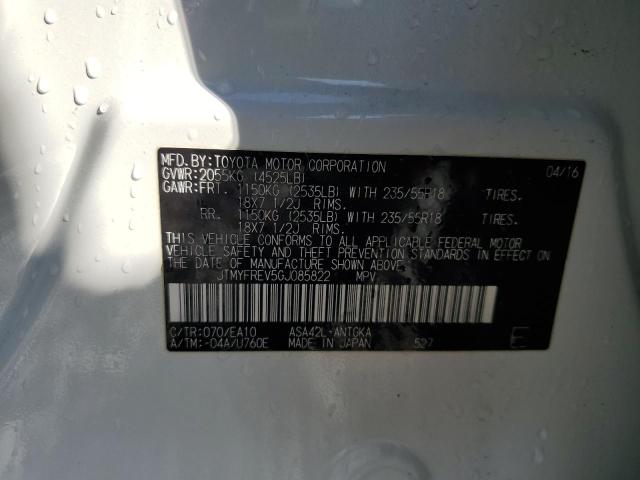 MFD. BY:TOYOTA MOTOR CORPORATION 04/16
GVWR:2055KG (4525LB)
GAWR:FRT. 1150KG (2535LB) WITH 235/55R18 TIRES.
18X7 1/2J RIMS.
RR. 1150KG (2535LB) WITH 235/55R18 TIRES.
18X7 1/2J RIMS.
THIS VEHICLE CONFORMS TO ALL APPLICABLE FEDERAL MOTOR
VEHICLE SAFETY AND THEFT PREVENTION STANDARDS IN EFFECT
ON THE DATE OF MANUFACTURE SHOWN ABOVE.
JTMYFREV5GJ085822 MPV
C/TR:070/EA10 ASA42L-ANTGKA
A/TM:-04A/U760E MADE IN JAPAN 527 E